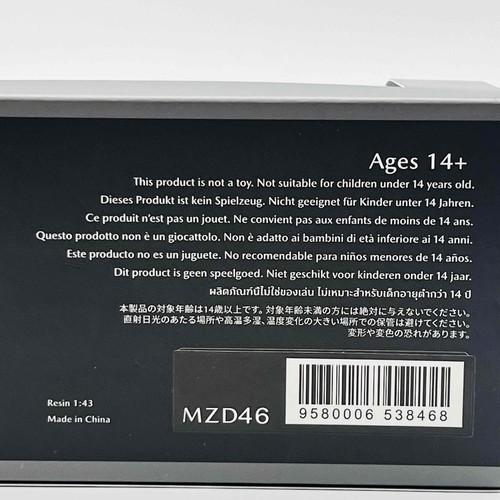 Ages 14+
This product is not a toy. Not suitable for children under 14 years old.
Dieses Produkt ist kein Spielzeug. Nicht geeignet für Kinder unter 14 Jahren.
Ce produit n'est pas un jouet. Ne convient pas aux enfants de moins de 14 ans.
Questo prodotto non è un giocattolo. Non è adatto ai bambini di età inferiore ai 14 anni.
Este producto no es un juguete. No recomendable para niños menores de 14 años.
Dit product is geen speelgoed. Niet geschikt voor kinderen onder 14 jaar.
ผลิตภัณฑ์นี้ไม่ใช่ของเล่น ไม่เหมาะสำหรับเด็กอายุต่ำกว่า 14 ปี
本製品の対象年齢は14歳以上です。対象年齢未満の方には絶対に与えないでください。
直射日光のあたる場所や高温多湿、温度変化の大きい場所での保管は避けてください。
変形や変色の恐れがあります。
Resin 1:43
Made in China
MZD46
9580006 538468